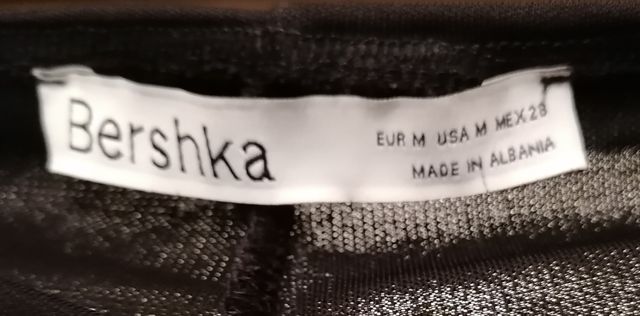 Bershka
EUR M USA M MEX 28
MADE IN ALBANIA